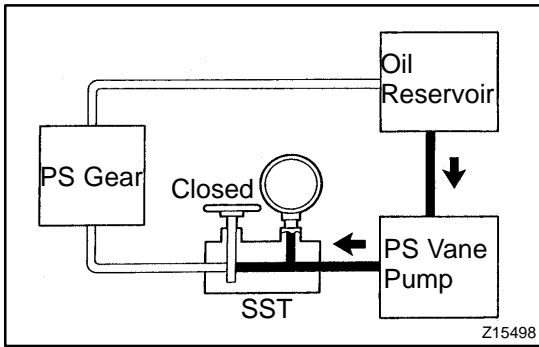 Oil
Reservoir
PS Gear
Closed
PS Vane
Pump
SST
Z15498